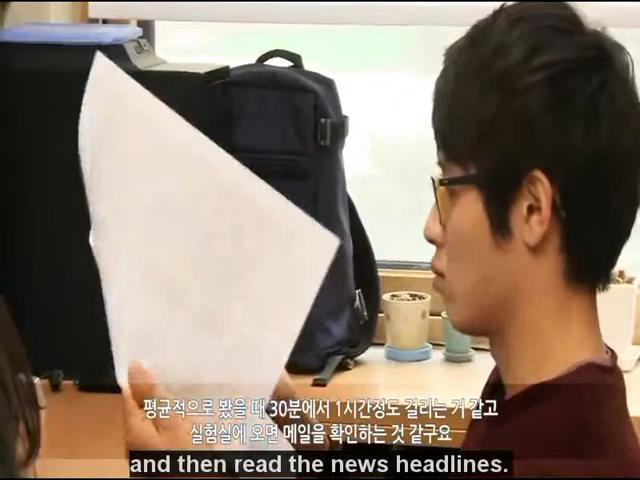 평균적으로 봤을 때 30분에서 1시간정도 걸리는 거 같고
실험실에 오면 메일을 확인하는 것 같구요
and then read the news headlines.